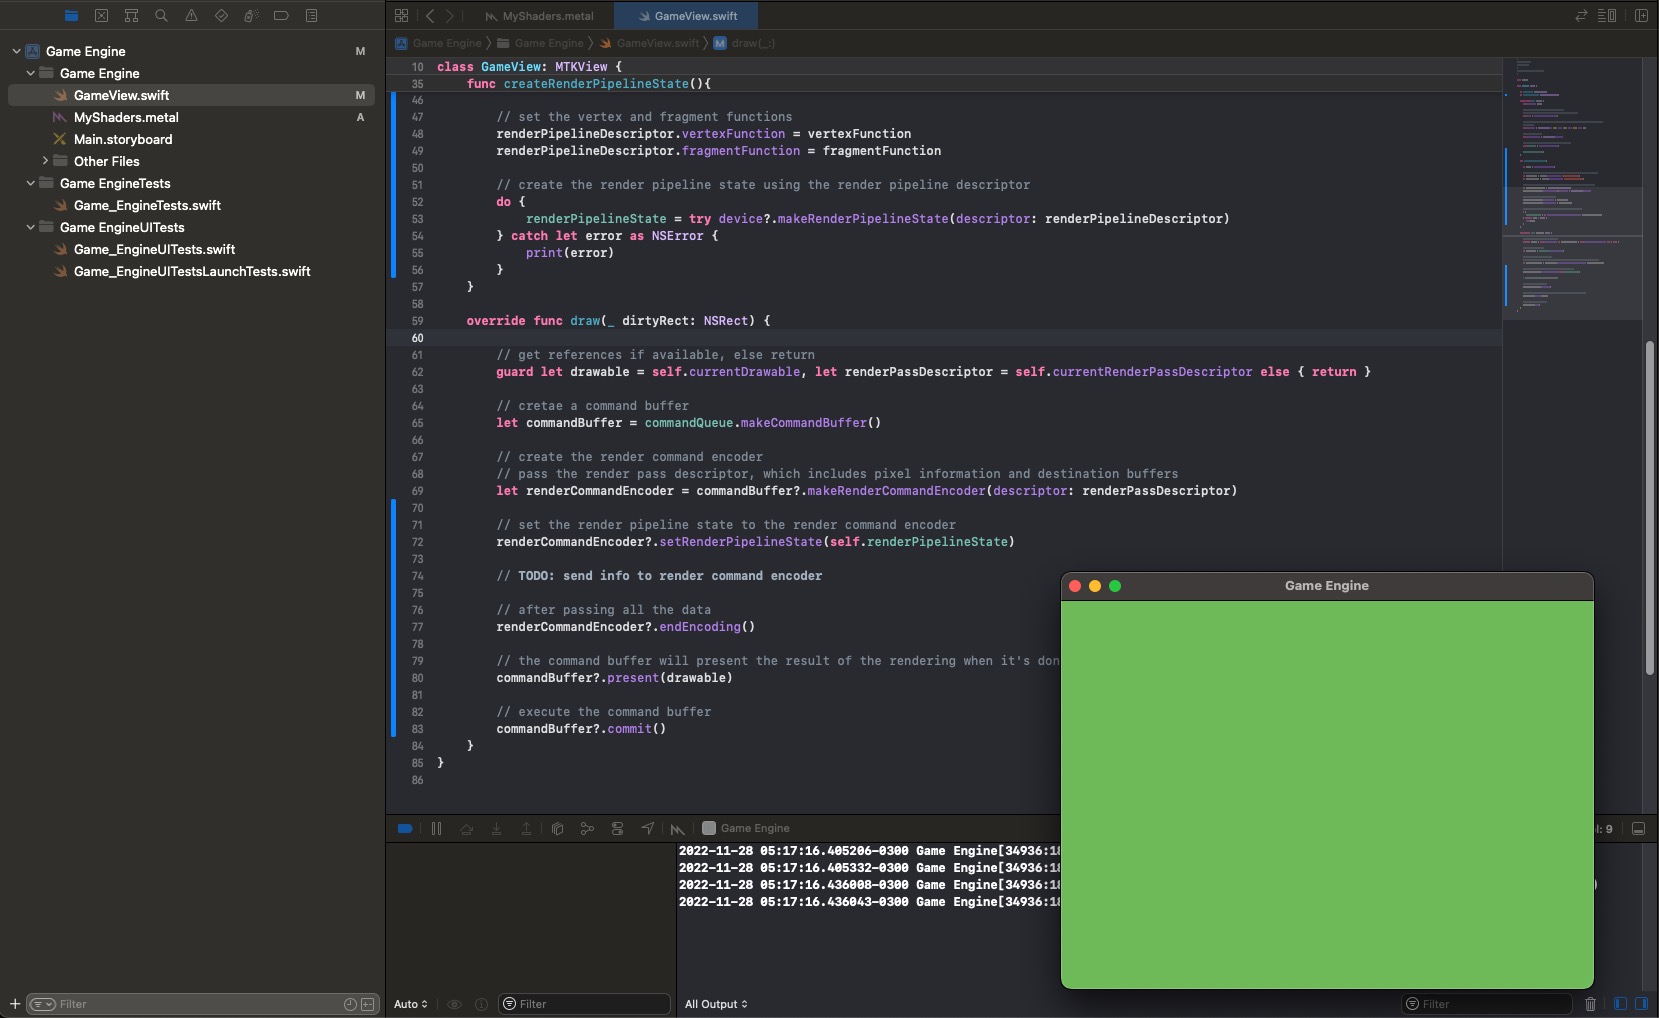 MyShaders.metal
GameView.swift
Game Engine
M
Game Engine
GameView.swift
M
MyShaders.metal
A
Main.storyboard
Other Files
Game EngineTests
Game_EngineTests.swift
Game EngineUITests
Game_EngineUITests.swift
Game_EngineUITestsLaunchTests.swift
Filter
Game Engine
Game Engine
GameView.swift
M
draw(_:)
10 class GameView: MTKView {
35 func createRenderPipelineState(){
46
47 // set the vertex and fragment functions
48 renderPipelineDescriptor.vertexFunction = vertexFunction
49 renderPipelineDescriptor.fragmentFunction = fragmentFunction
50
51 // create the render pipeline state using the render pipeline descriptor
52 do {
53 renderPipelineState = try device?.makeRenderPipelineState(descriptor: renderPipelineDescriptor)
54 } catch let error as NSError {
55 print(error)
56 }
57 }
58
59 override func draw(_ dirtyRect: NSRect) {
60
61 // get references if available, else return
62 guard let drawable = self.currentDrawable, let renderPassDescriptor = self.currentRenderPassDescriptor else { return }
63
64 // cretae a command buffer
65 let commandBuffer = commandQueue.makeCommandBuffer()
66
67 // create the render command encoder
68 // pass the render pass descriptor, which includes pixel information and destination buffers
69 let renderCommandEncoder = commandBuffer?.makeRenderCommandEncoder(descriptor: renderPassDescriptor)
70
71 // set the render pipeline state to the render command encoder
72 renderCommandEncoder?.setRenderPipelineState(self.renderPipelineState)
73
74 // TODO: send info to render command encoder
75
76 // after passing all the data
77 renderCommandEncoder?.endEncoding()
78
79 // the command buffer will present the result of the rendering when it's don
80 commandBuffer?.present(drawable)
81
82 // execute the command buffer
83 commandBuffer?.commit()
84 }
85 }
86
Game Engine
Game Engine
l: 9
2022-11-28 05:17:16.405206-0300 Game Engine[34936:18
2022-11-28 05:17:16.405332-0300 Game Engine[34936:18
2022-11-28 05:17:16.436008-0300 Game Engine[34936:18
)
2022-11-28 05:17:16.436043-0300 Game Engine[34936:18
Auto
Filter
All Output
Filter